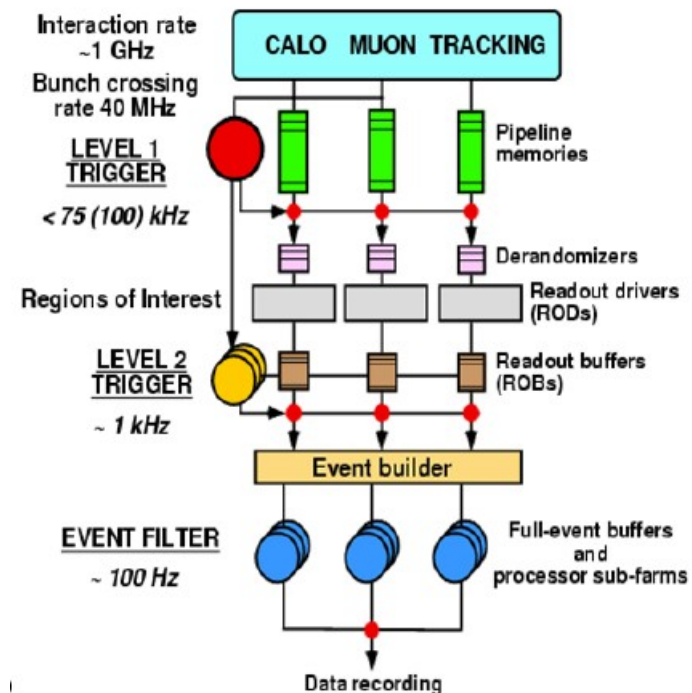 Interaction rate
~1 GHz
CALO MUON TRACKING
Bunch crossing
rate 40 MHz
LEVEL 1
TRIGGER
Pipeline
memories
< 75 (100) kHz
Derandomizers
Regions of Interest
Readout drivers
(RODs)
LEVEL 2
TRIGGER
Readout buffers
(ROBs)
~ 1 kHz
Event builder
EVENT FILTER
~ 100 Hz
Full-event buffers
and
processor sub-farms
Data recording